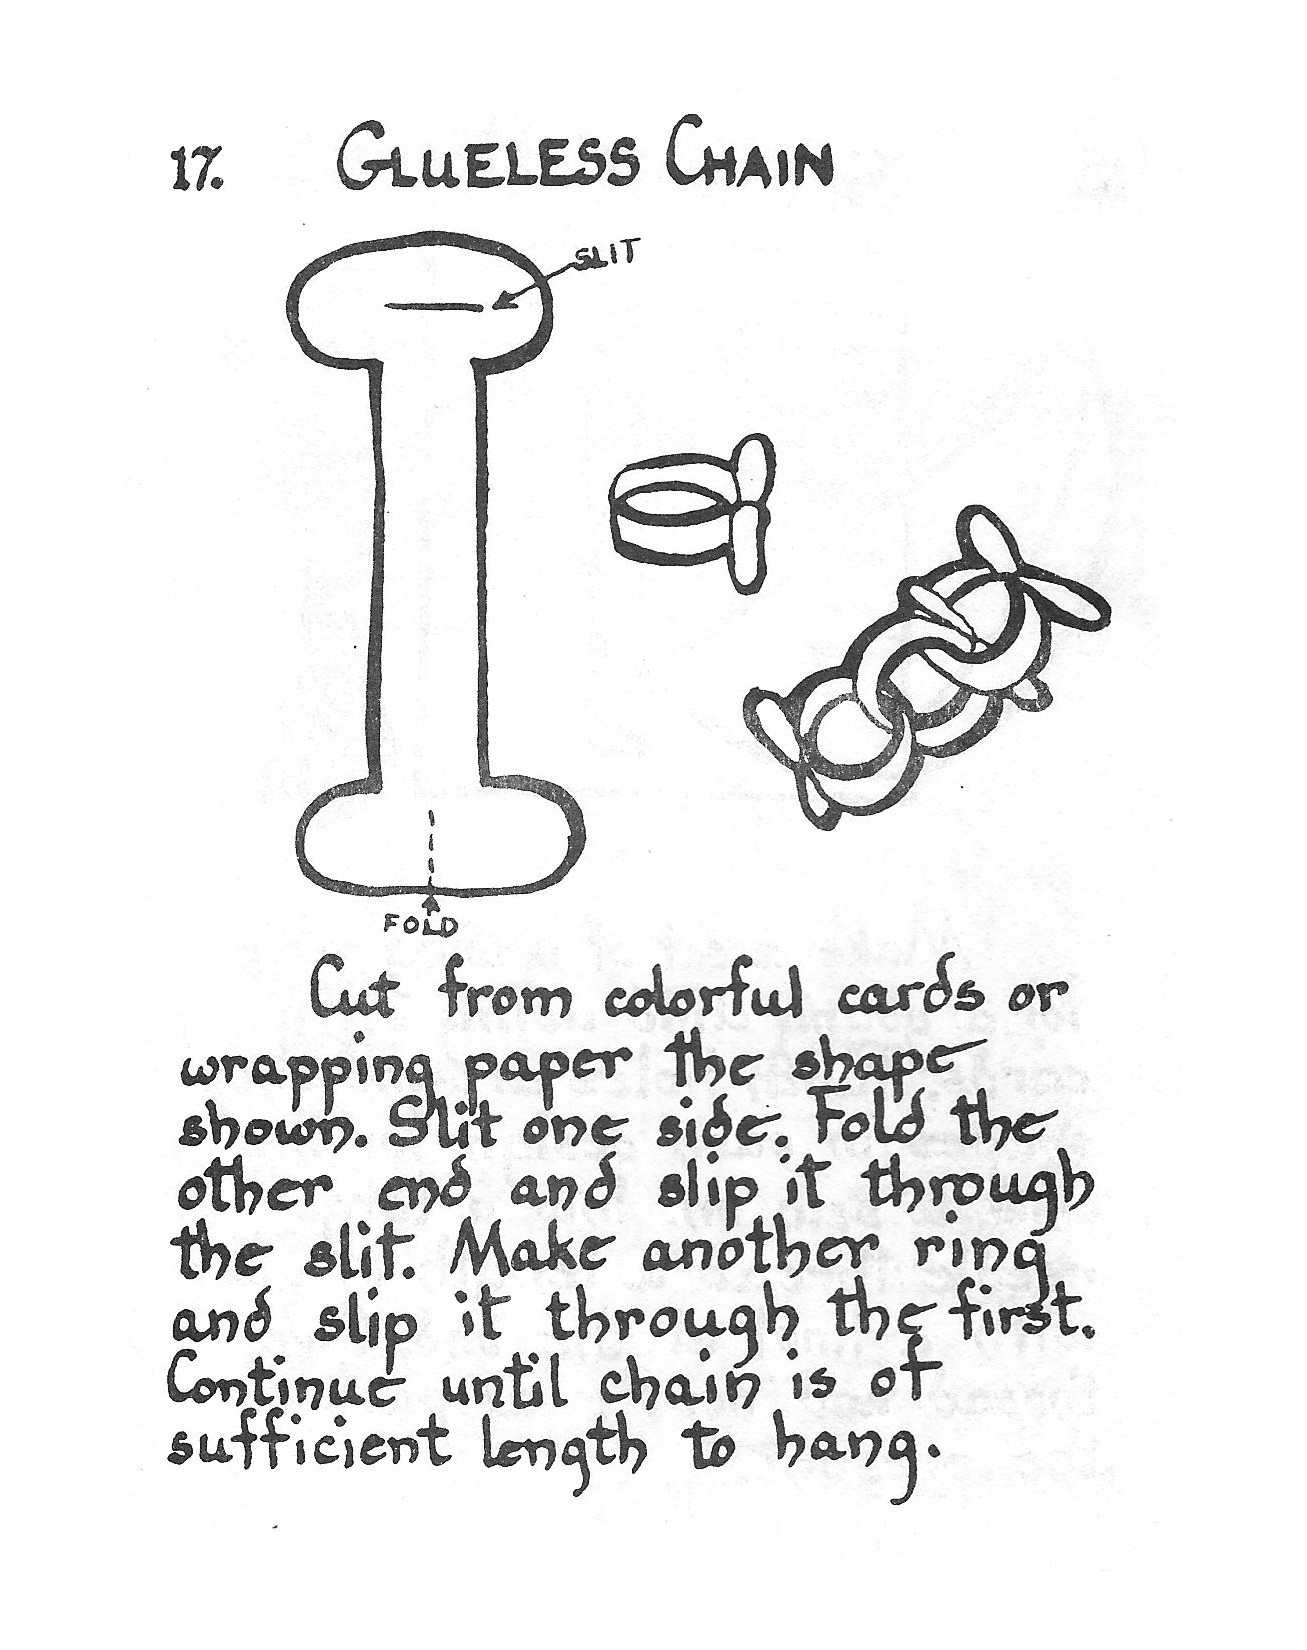 17. GLUELESS CHAIN
SLIT
FOLD
Cut from colorful cards or
wrapping paper the shape
shown. Slit one side. Fold the
other end and slip it through
the slit. Make another ring
and slip it through the first.
Continue until chain is of
sufficient length to hang.